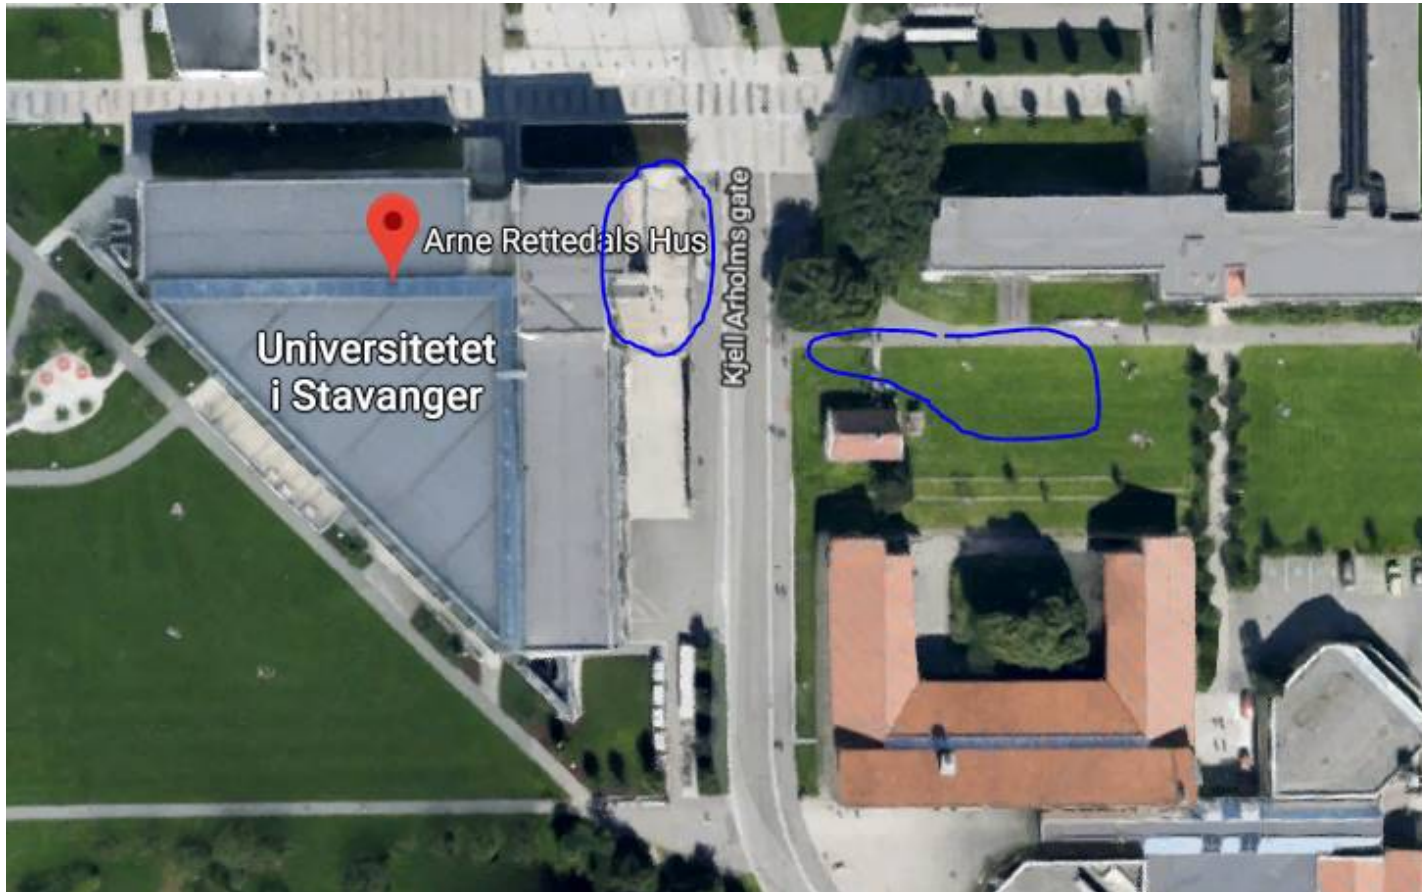 Arne Rettedals Hus
Universitetet
i Stavanger
Kjell Arholms gate